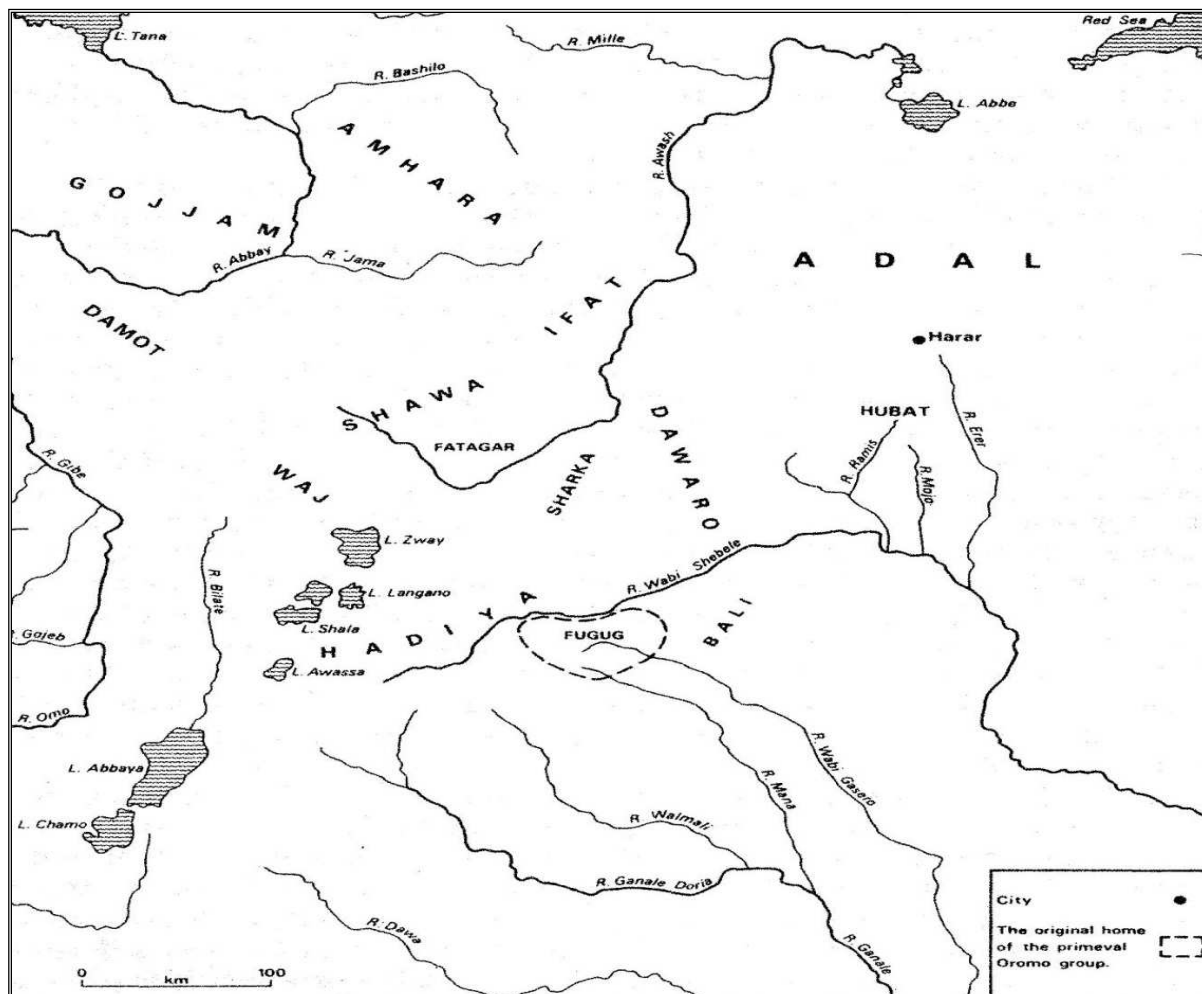 L. Tana
R. Mille
Red Sea
R. Bashilo
L. Abbe
AMHARA
R. Awash
GOJJAM
R. Abbay
R. Jama
ADAL
DAMOT
IFAT
Harar
SHAWA
HUBAT
R. Erer
DAWARO
FATAGAR
R. Ramis
R. Gibe
WAJ
SHARKA
R. Mojo
L. Zway
R. Bilate
R. Wabi Shebele
L. Langano
L. Shala
HADIYA
FUGUG
BALI
R. Gojeb
L. Awassa
R. Omo
L. Abbaya
R. Wabi Gasero
R. Mana
L. Chamo
R. Walmali
R. Ganale Doria
R. Dawa
R. Ganale
City
The original home
of the primeval
Oromo group.
0 100
km